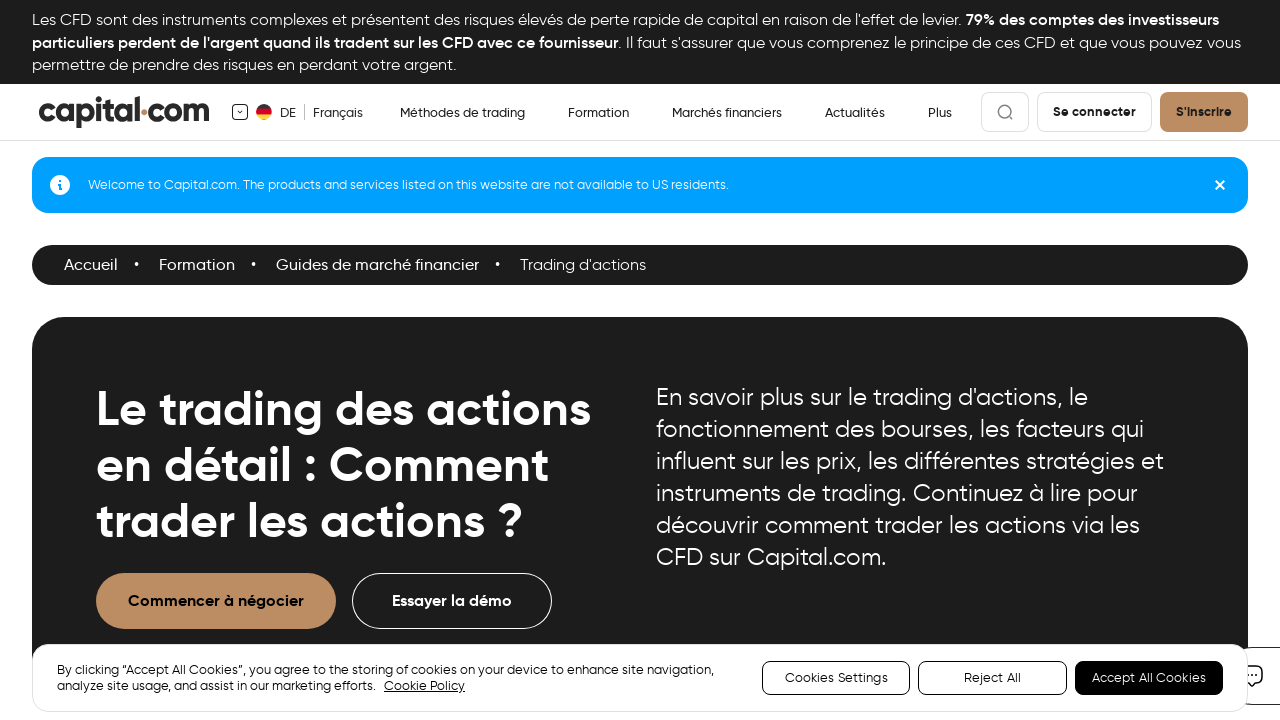 Les CFD sont des instruments complexes et présentent des risques élevés de perte rapide de capital en raison de l'effet de levier. 79% des comptes des investisseurs
particuliers perdent de l'argent quand ils tradent sur les CFD avec ce fournisseur. Il faut s'assurer que vous comprenez le principe de ces CFD et que vous pouvez vous
permettre de prendre des risques en perdant votre argent.
capital.com DE Français Méthodes de trading Formation Marchés financiers Actualités Plus Se connecter S'inscrire
Welcome to Capital.com. The products and services listed on this website are not available to US residents.
Accueil • Formation • Guides de marché financier • Trading d'actions
Le trading des actions
en détail : Comment
trader les actions ?
En savoir plus sur le trading d'actions, le
fonctionnement des bourses, les facteurs qui
influent sur les prix, les différentes stratégies et
instruments de trading. Continuez à lire pour
découvrir comment trader les actions via les
CFD sur Capital.com.
Commencer à négocier Essayer la démo
By clicking “Accept All Cookies”, you agree to the storing of cookies on your device to enhance site navigation,
analyze site usage, and assist in our marketing efforts. Cookie Policy
Cookies Settings Reject All Accept All Cookies